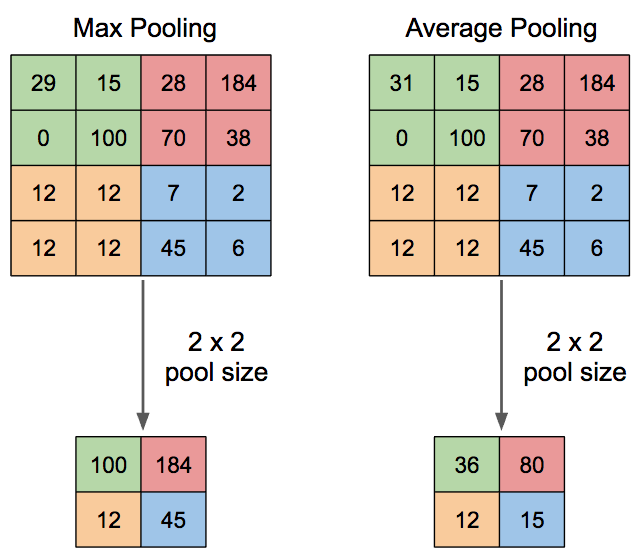 Max Pooling
29 15 28 184
0 100 70 38
12 12 7 2
12 12 45 6
2 x 2
pool size
100 184
12 45
Average Pooling
31 15 28 184
0 100 70 38
12 12 7 2
12 12 45 6
2 x 2
pool size
36 80
12 15